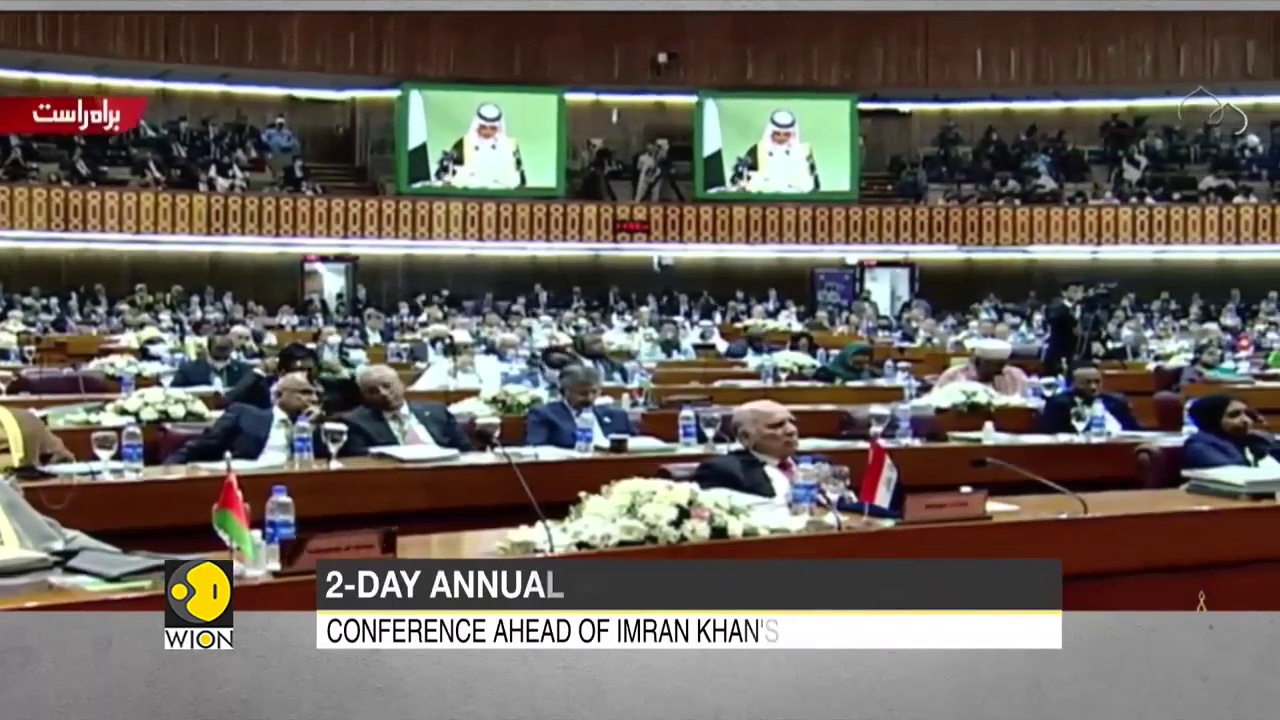 براہ راست
2-DAY ANNUAL
CONFERENCE AHEAD OF IMRAN KHAN'S
WION